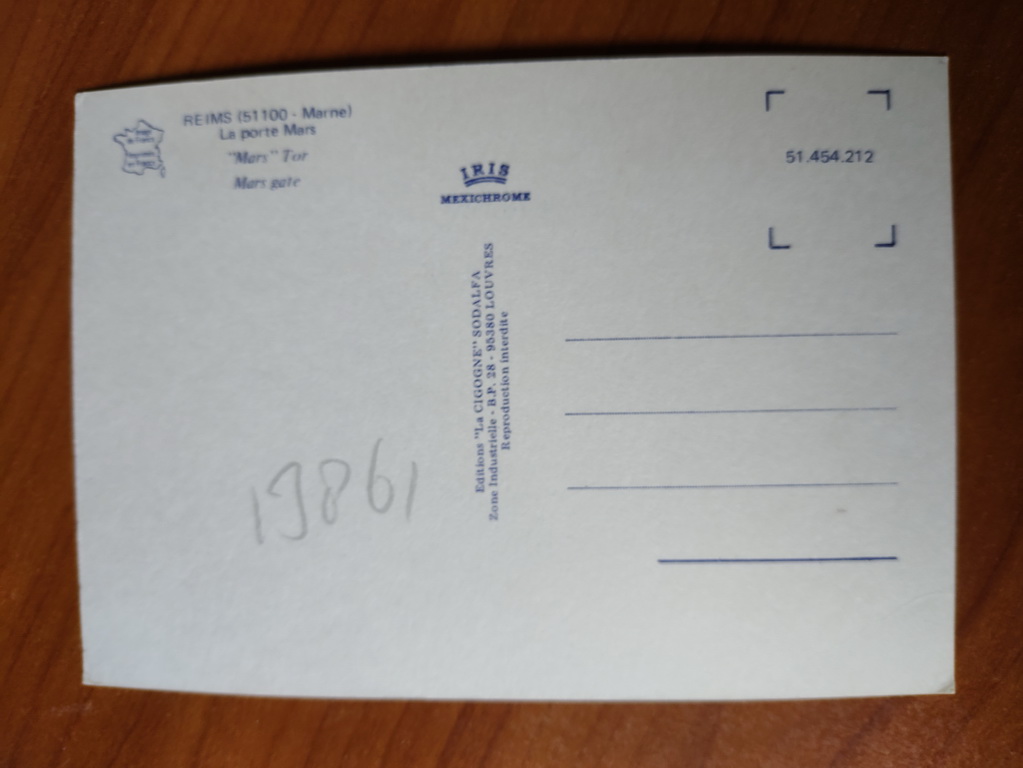 REIMS (51100 - Marne)
La porte Mars
"Mars" Tor
Mars gate
IRIS
MEXICHROME
51.454.212
Editions "La CIGOGNE" SODALFA
Zone Industrielle - B.P. 28 - 95380 LOUVRES
Reproduction interdite
19861